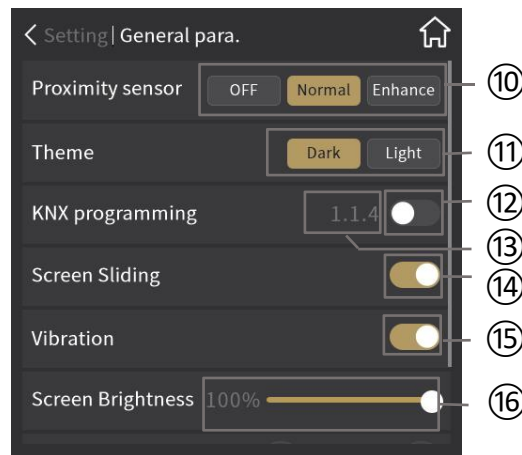 Setting | General para.
Proximity sensor OFF Normal Enhance ⑩
Theme Dark Light ⑪
KNX programming 1.1.4 ⑫
⑬
Screen Sliding ⑭
Vibration ⑮
Screen Brightness 100% ⑯